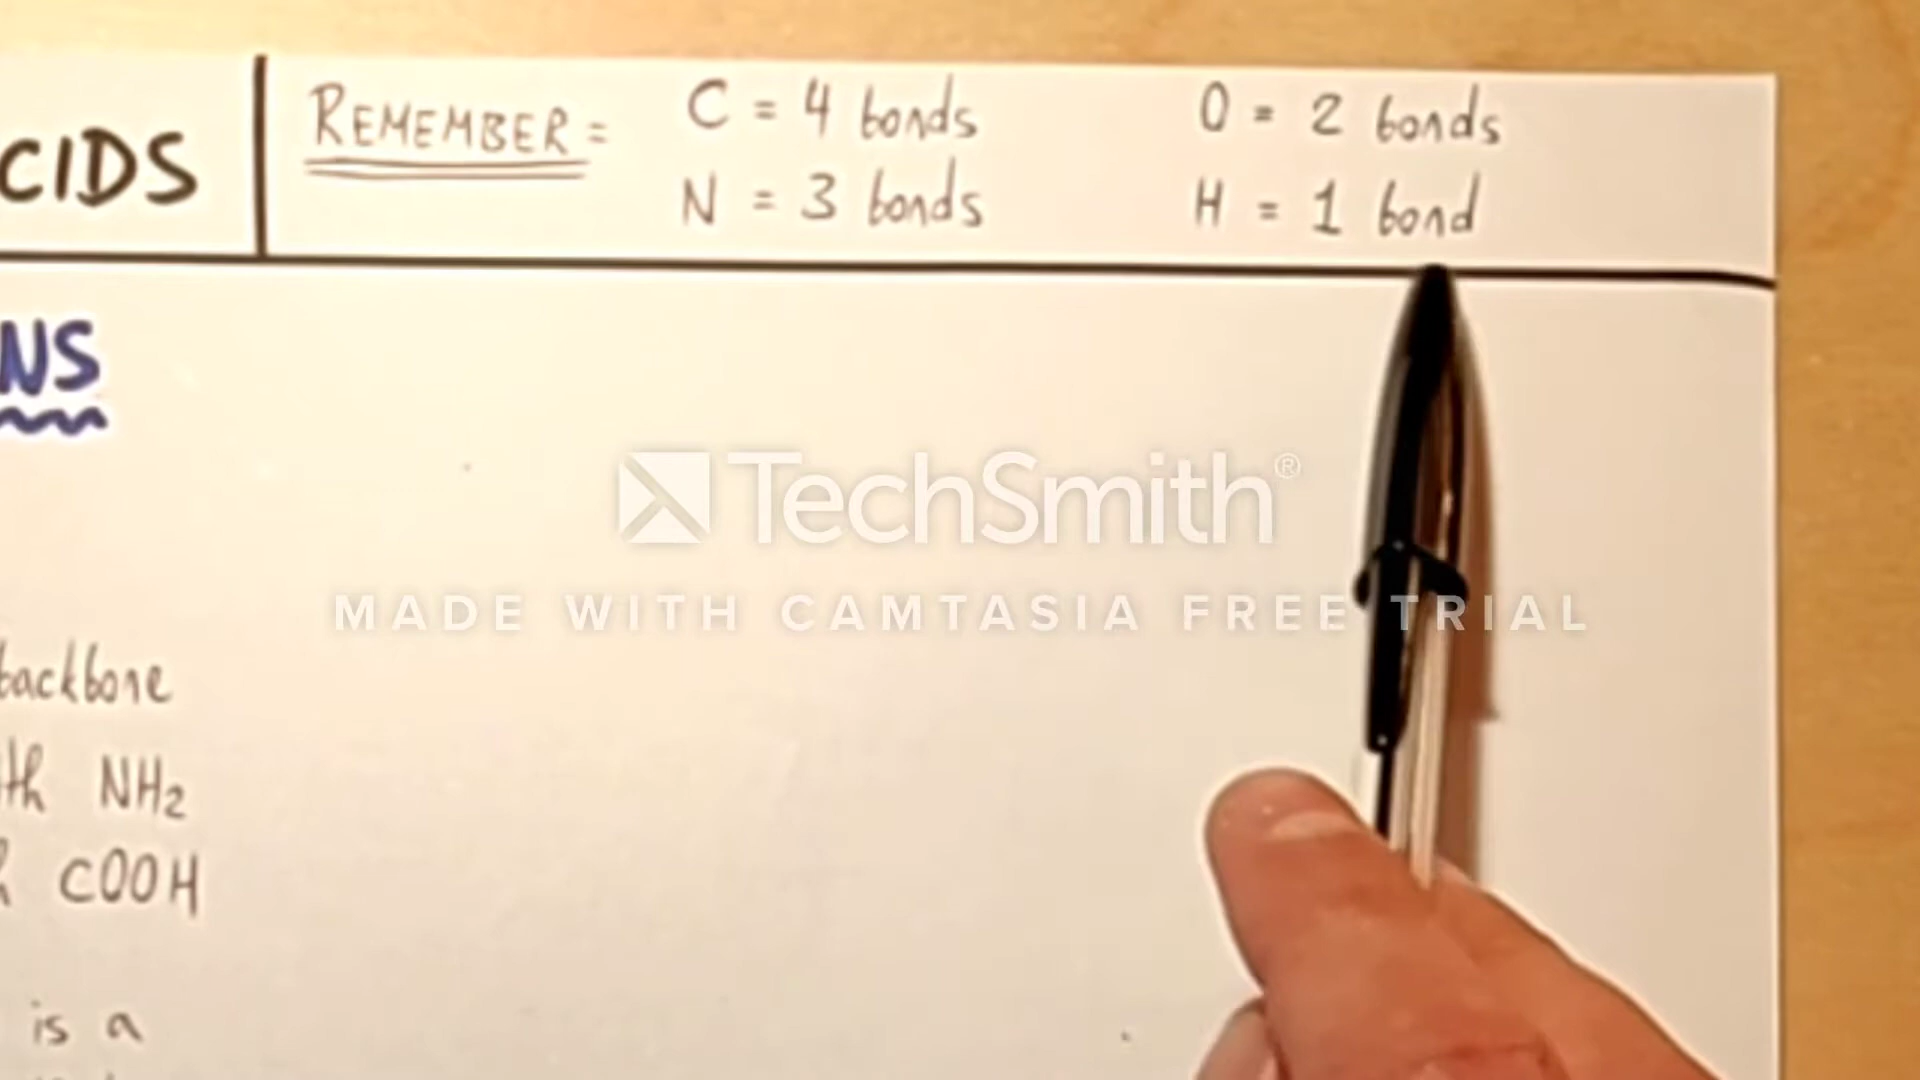 CIDS
REMEMBER = C = 4 bonds O = 2 bonds
N = 3 bonds H = 1 bond
NS
TechSmith®
MADE WITH CAMTASIA FREE TRIAL
backbone
th NH2
h COOH
is a